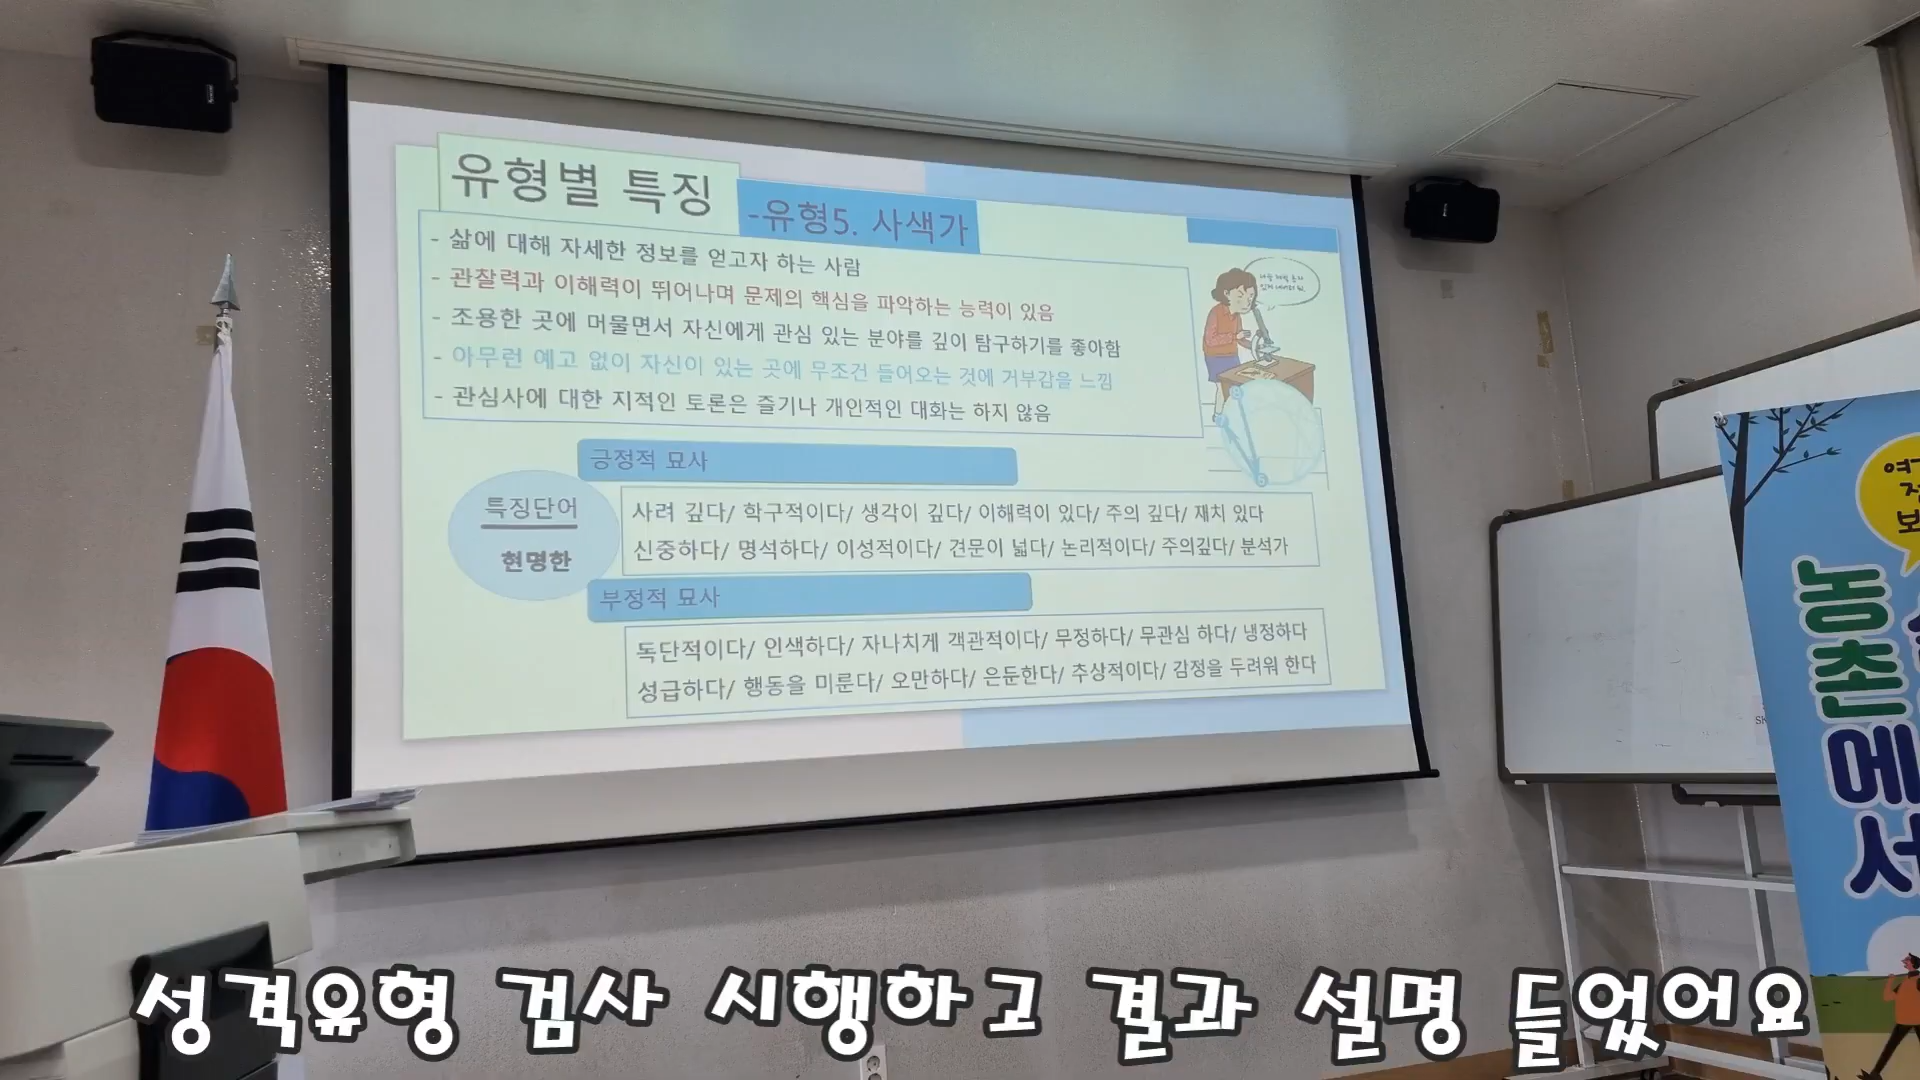 유형별 특징
-유형5. 사색가
- 삶에 대해 자세한 정보를 얻고자 하는 사람
- 관찰력과 이해력이 뛰어나며 문제의 핵심을 파악하는 능력이 있음
- 조용한 곳에 머물면서 자신에게 관심 있는 분야를 깊이 탐구하기를 좋아함
- 아무런 예고 없이 자신이 있는 곳에 무조건 들어오는 것에 거부감을 느낌
- 관심사에 대한 지적인 토론은 즐기나 개인적인 대화는 하지 않음
긍정적 묘사
특징단어
현명한
사려 깊다/ 학구적이다/ 생각이 깊다/ 이해력이 있다/ 주의 깊다/ 재치 있다
신중하다/ 명석하다/ 이성적이다/ 견문이 넓다/ 논리적이다/ 주의깊다/ 분석가
부정적 묘사
독단적이다/ 인색하다/ 자나치게 객관적이다/ 무정하다/ 무관심 하다/ 냉정하다
성급하다/ 행동을 미룬다/ 오만하다/ 은둔한다/ 추상적이다/ 감정을 두려워 한다
농촌에서
성격유형 검사 시행하고 결과 설명 들었어요